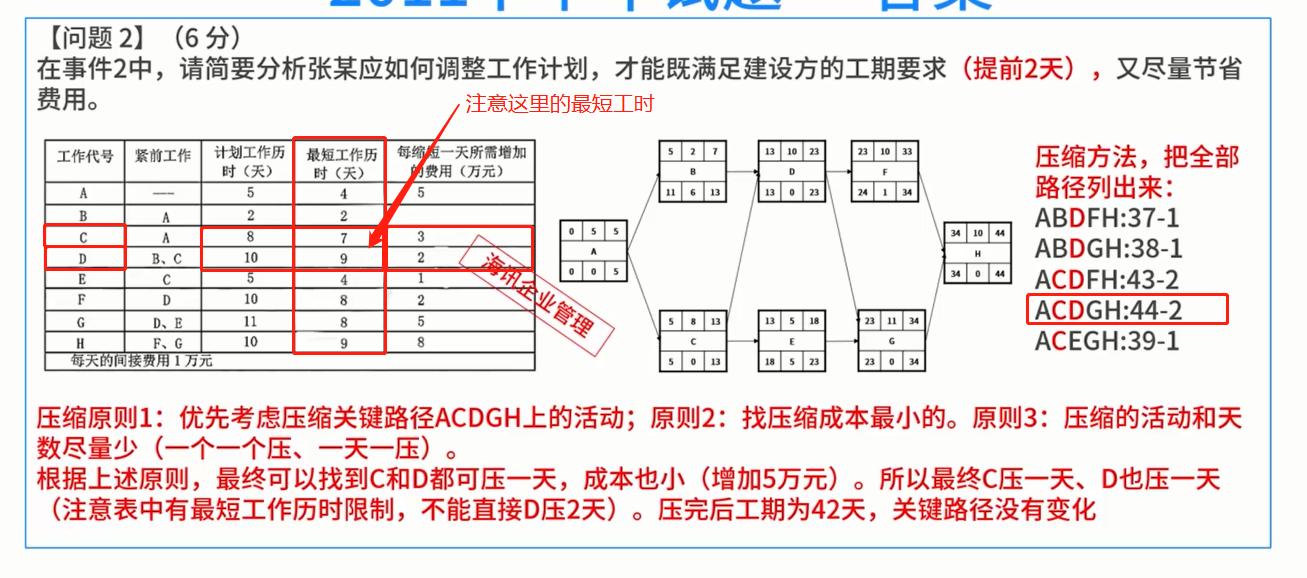 【问题 2】（6 分）
在事件2中，请简要分析张某应如何调整工作计划，才能既满足建设方的工期要求（提前2天），又尽量节省
费用。
注意这里的最短工时
工作代号 紧前工作 计划工作历时（天） 最短工作历时（天） 每缩短一天所需增加的费用（万元）
A — 5 4 5
B A 2 2
C A 8 7 3
D B、C 10 9 2
E C 5 4 1
F D 10 8 2
G D、E 11 8 5
H F、G 10 9 8
每天的间接费用1万元
海讯企业管理
0 5 5
A
0 0 5
5 2 7
B
11 6 13
13 10 23
D
13 0 23
23 10 33
F
24 1 34
5 8 13
C
5 0 13
13 5 18
E
18 5 23
23 11 34
G
23 0 34
34 10 44
H
34 0 44
压缩方法，把全部
路径列出来：
ABDFH:37-1
ABDGH:38-1
ACDFH:43-2
ACDGH:44-2
ACEGH:39-1
压缩原则1：优先考虑压缩关键路径ACDGH上的活动；原则2：找压缩成本最小的。原则3：压缩的活动和天
数尽量少（一个一个压、一天一压）。
根据上述原则，最终可以找到C和D都可压一天，成本也小（增加5万元）。所以最终C压一天、D也压一天
（注意表中有最短工作历时限制，不能直接D压2天）。压完后工期为42天，关键路径没有变化